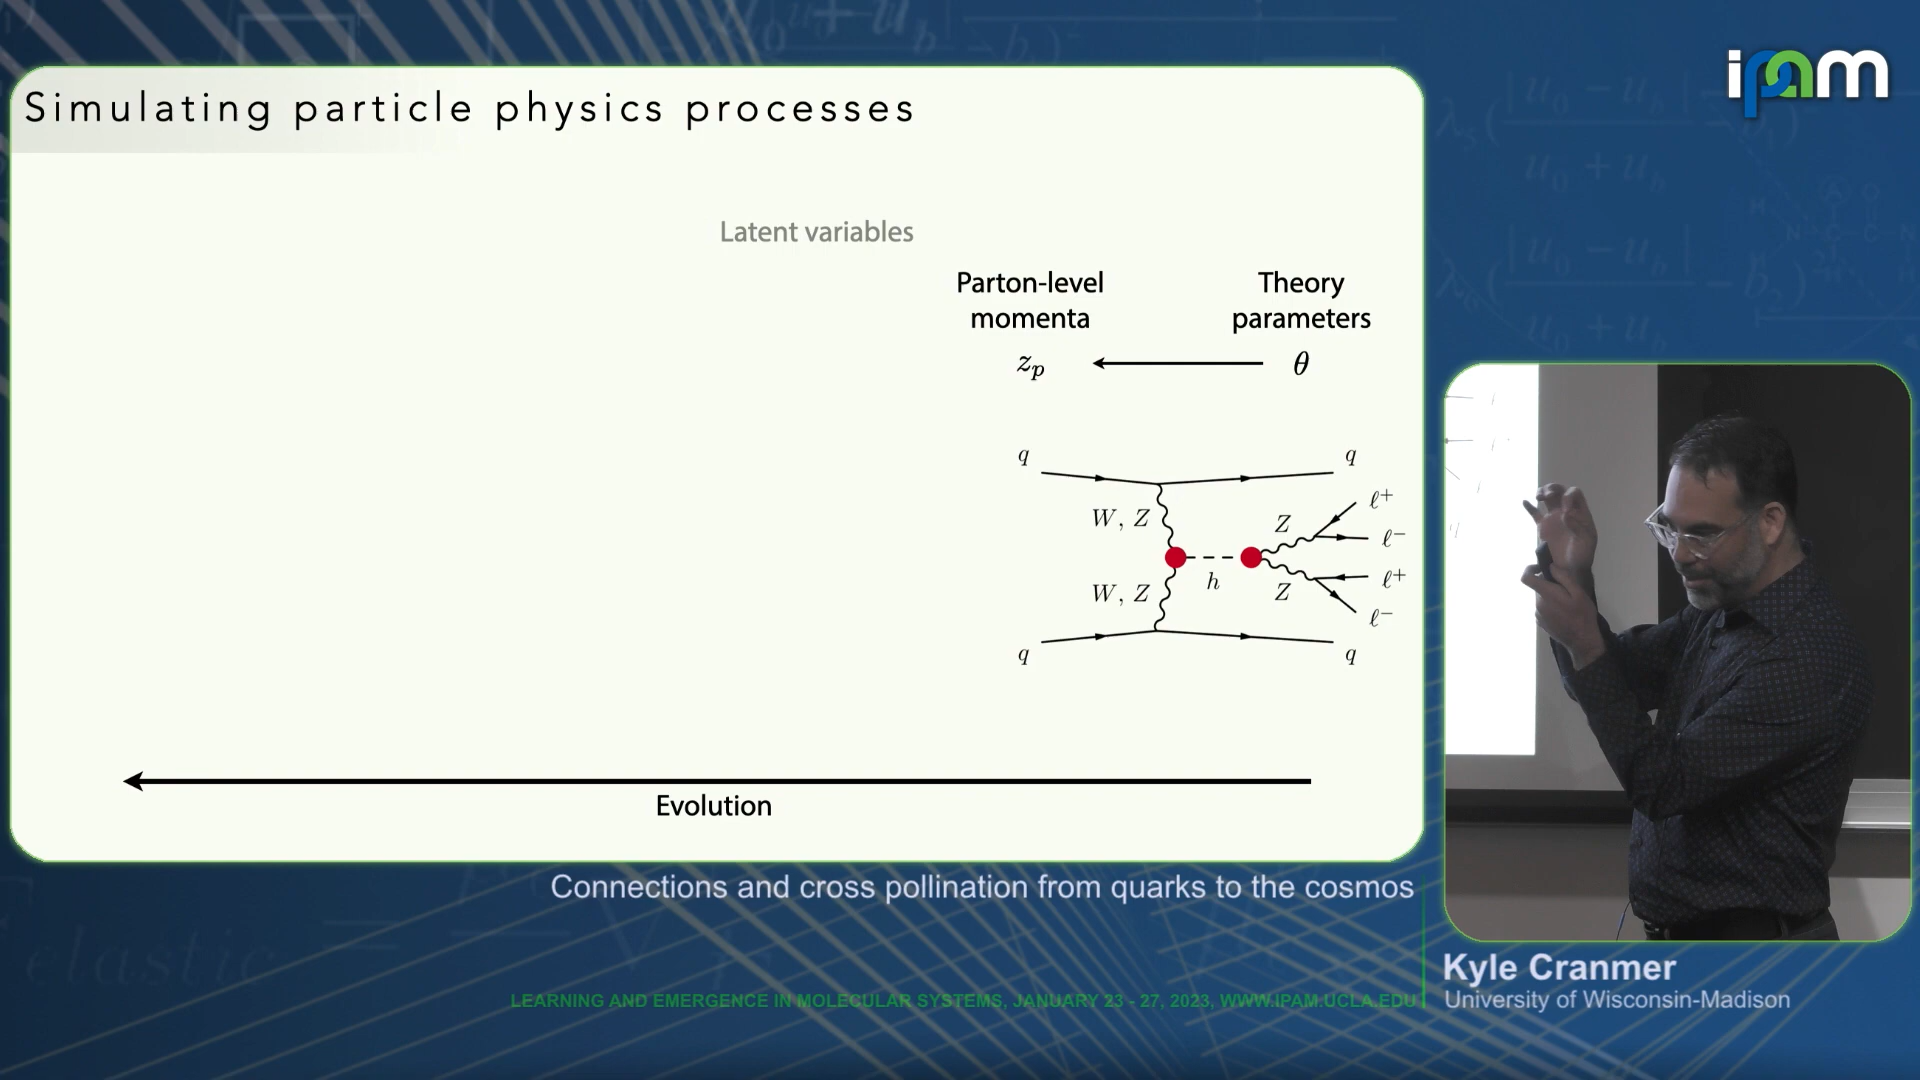 ipam
Simulating particle physics processes
Latent variables
Parton-level
momenta
Theory
parameters
z_p
θ
q
q
W, Z
Z
ℓ+
ℓ−
h
W, Z
Z
ℓ+
ℓ−
q
q
Evolution
Connections and cross pollination from quarks to the cosmos
Kyle Cranmer
University of Wisconsin-Madison
LEARNING AND EMERGENCE IN MOLECULAR SYSTEMS, JANUARY 23 - 27, 2023, WWW.IPAM.UCLA.EDU
elastic